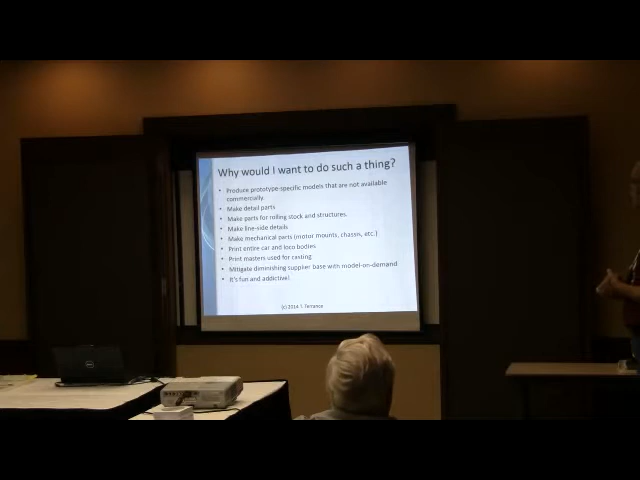 Why would I want to do such a thing?
• Produce prototype-specific models that are not available
commercially.
• Make detail parts
• Make parts for rolling stock and structures.
• Make line-side details
• Make mechanical parts (motor mounts, chassis, etc.)
• Print entire car and loco bodies
• Print masters used for casting
• Mitigate diminishing supplier base with model-on-demand
• It's fun and addictive!
(c) 2014 T. Terrance
DELL